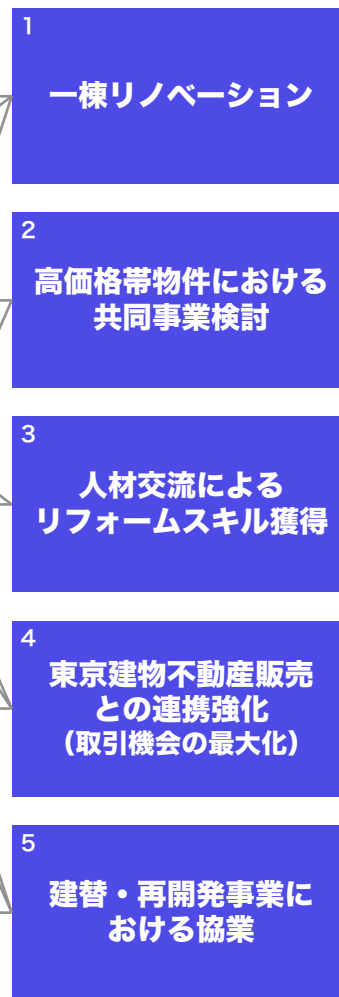 1
一棟リノベーション
2
高価格帯物件における
共同事業検討
3
人材交流による
リフォームスキル獲得
4
東京建物不動産販売
との連携強化
（取引機会の最大化）
5
建替・再開発事業に
おける協業